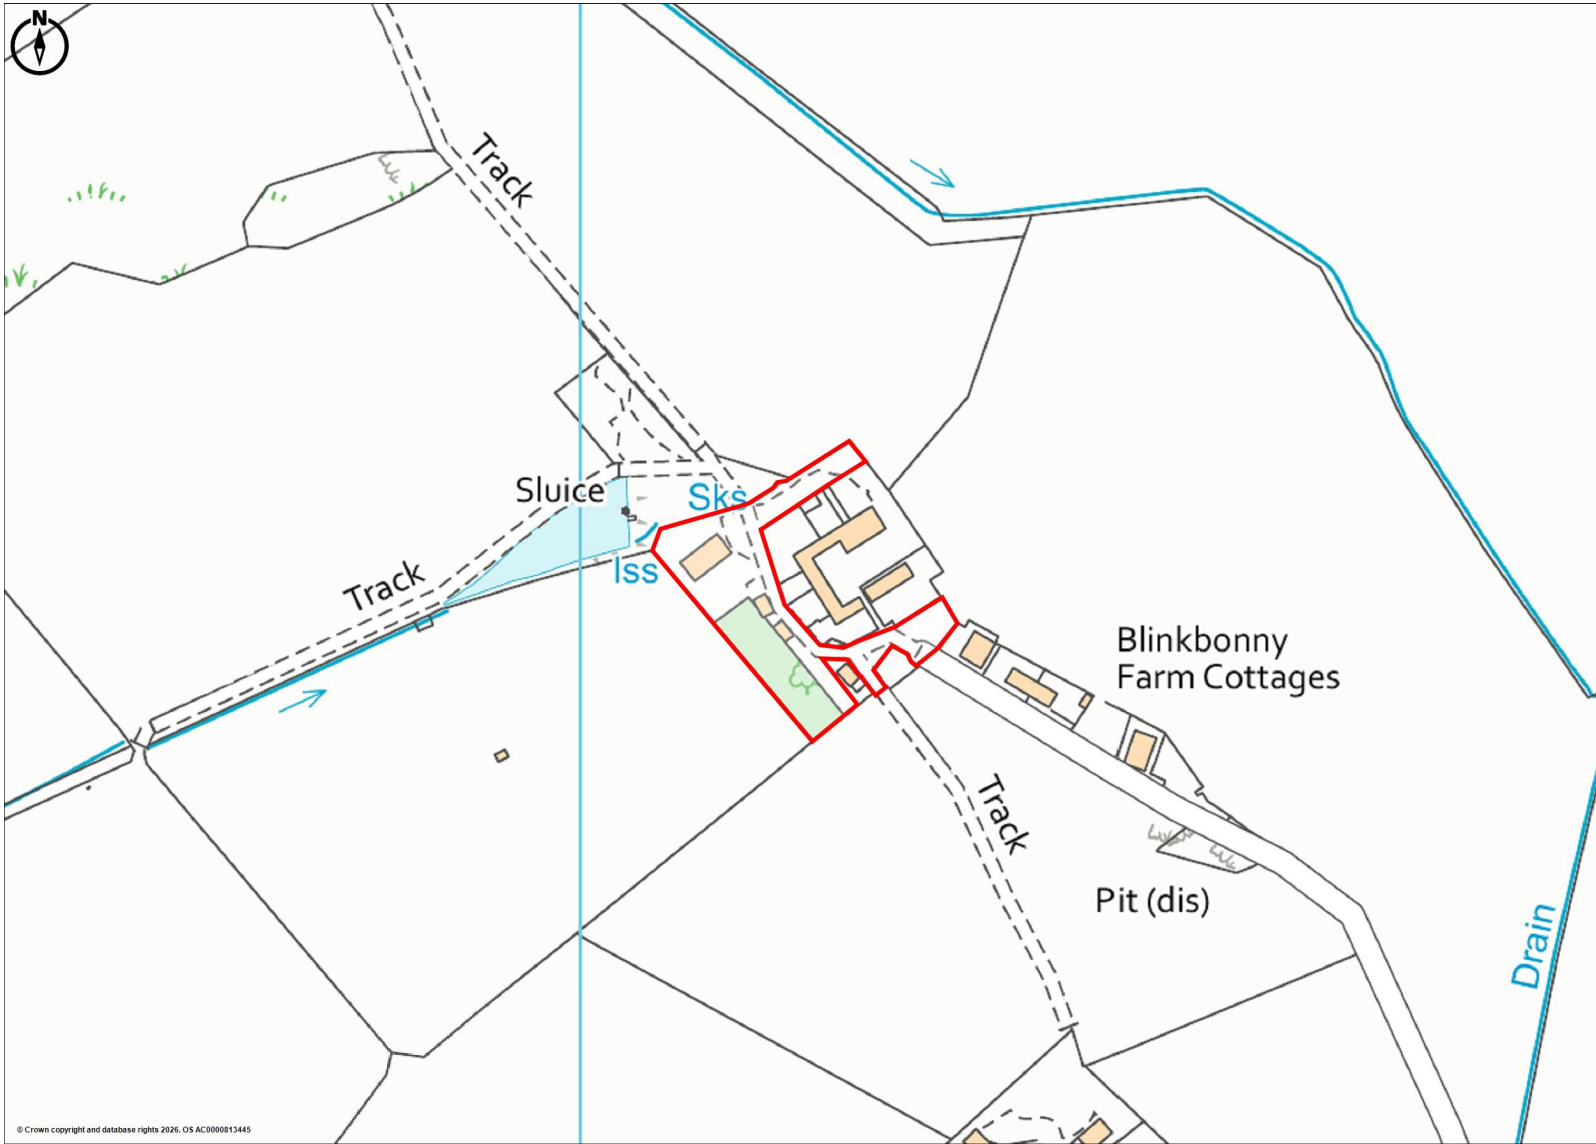 N
Track
Sluice
Sks
Iss
Track
Blinkbonny
Farm Cottages
Track
Pit (dis)
Drain
© Crown copyright and database rights 2026. OS AC0000813445